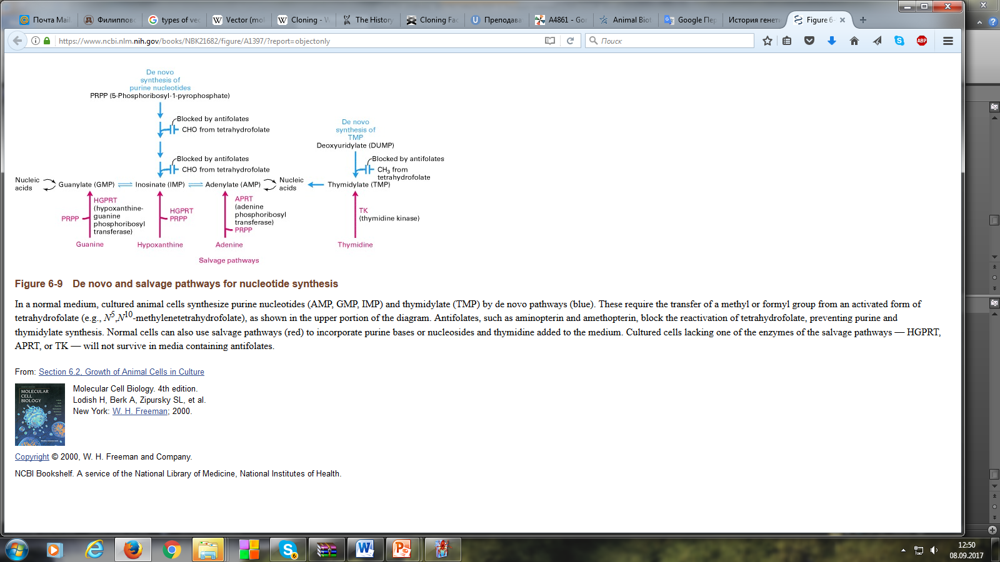 Почта Mail
Филиппов
types of vec
Vector (mol
Cloning - W
The History
Cloning Fac
Преподава
A4861 - Go
Animal Biot
Google Пер
История генети
Figure 6-
https://www.ncbi.nlm.nih.gov/books/NBK21682/figure/A1397/?report=objectonly
Поиск
ABP
De novo
synthesis of
purine nucleotides
PRPP (5-Phosphoribosyl-1-pyrophosphate)
Blocked by antifolates
CHO from tetrahydrofolate
Blocked by antifolates
CHO from tetrahydrofolate
De novo
synthesis of
TMP
Deoxyuridylate (DUMP)
Blocked by antifolates
CH3 from
tetrahydrofolate
Nucleic
acids
Guanylate (GMP)
Inosinate (IMP)
Adenylate (AMP)
Nucleic
acids
Thymidylate (TMP)
PRPP
HGPRT
(hypoxanthine-
guanine
phosphoribosyl
transferase)
HGPRT
PRPP
APRT
(adenine
phosphoribosyl
transferase)
PRPP
TK
(thymidine kinase)
Guanine
Hypoxanthine
Adenine
Thymidine
Salvage pathways
Figure 6-9 De novo and salvage pathways for nucleotide synthesis
In a normal medium, cultured animal cells synthesize purine nucleotides (AMP, GMP, IMP) and thymidylate (TMP) by de novo pathways (blue). These require the transfer of a methyl or formyl group from an activated form of
tetrahydrofolate (e.g., N5,N10-methylenetetrahydrofolate), as shown in the upper portion of the diagram. Antifolates, such as aminopterin and amethopterin, block the reactivation of tetrahydrofolate, preventing purine and
thymidylate synthesis. Normal cells can also use salvage pathways (red) to incorporate purine bases or nucleosides and thymidine added to the medium. Cultured cells lacking one of the enzymes of the salvage pathways — HGPRT,
APRT, or TK — will not survive in media containing antifolates.
From: Section 6.2, Growth of Animal Cells in Culture
MOLECULAR
CELL
BIOLOGY
Molecular Cell Biology. 4th edition.
Lodish H, Berk A, Zipursky SL, et al.
New York: W. H. Freeman; 2000.
Copyright © 2000, W. H. Freeman and Company.
NCBI Bookshelf. A service of the National Library of Medicine, National Institutes of Health.
6
12:50
08.09.2017